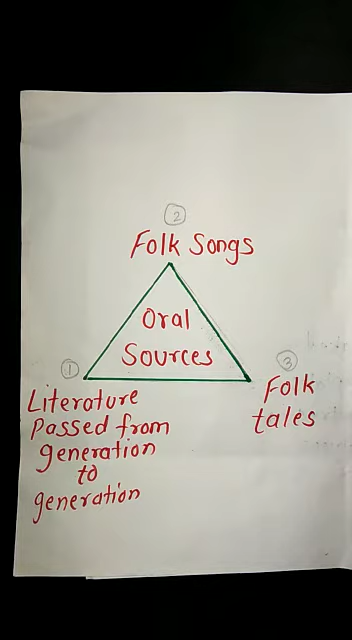 ②
Folk Songs
Oral
Sources
①
Literature
Passed from
generation
to
generation
③
Folk
tales